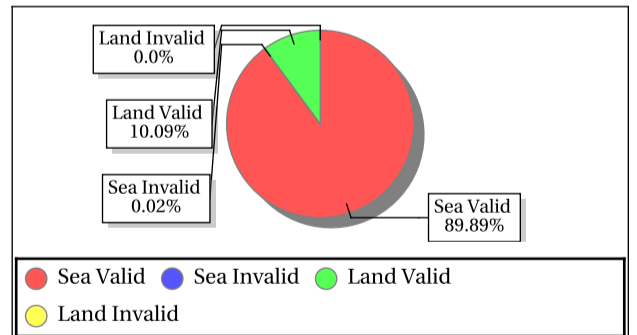 Land Invalid
0.0%
Land Valid
10.09%
Sea Invalid
0.02%
Sea Valid
89.89%
Sea Valid Sea Invalid Land Valid
Land Invalid